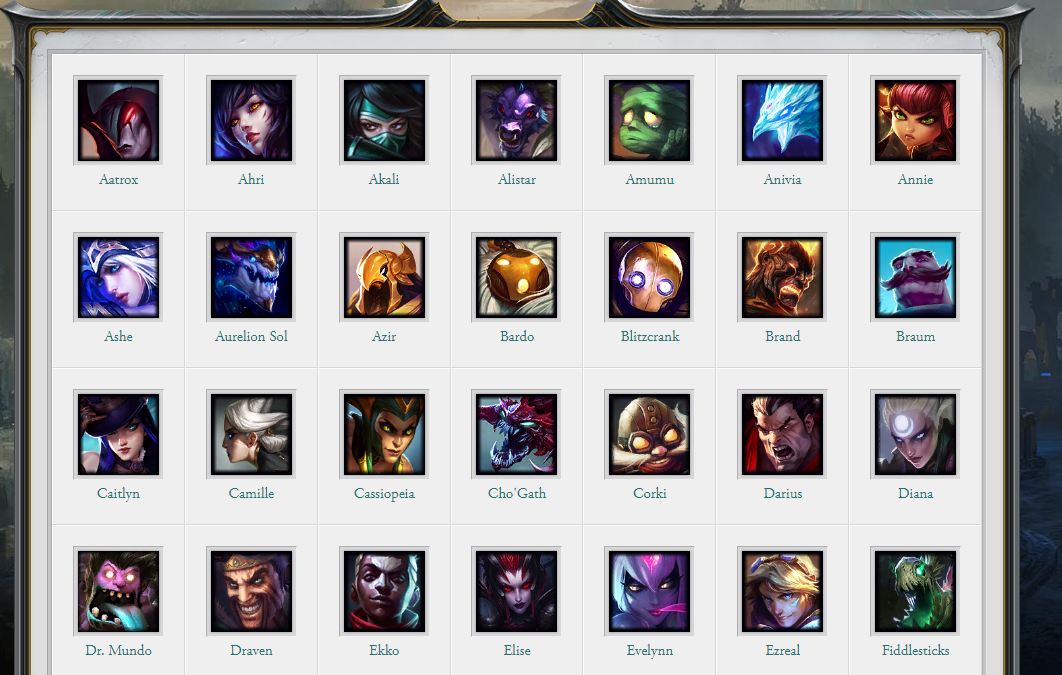 Aatrox Ahri Akali Alistar Amumu Anivia Annie
Ashe Aurelion Sol Azir Bardo Blitzcrank Brand Braum
Caitlyn Camille Cassiopeia Cho'Gath Corki Darius Diana
Dr. Mundo Draven Ekko Elise Evelynn Ezreal Fiddlesticks